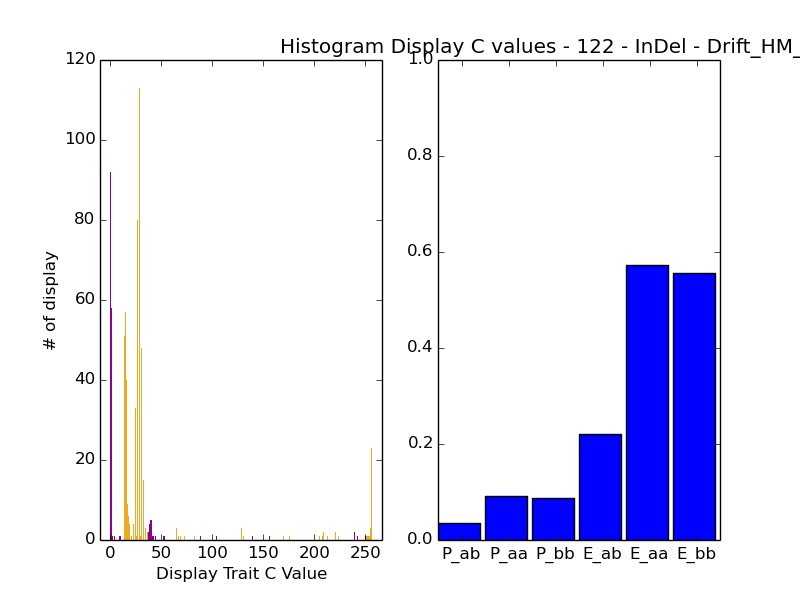 Histogram Display C values - 122 - InDel - Drift_HM_
120
100
80
60
40
20
0
# of display
0 50 100 150 200 250
Display Trait C Value
1.0
0.8
0.6
0.4
0.2
0.0
P_ab P_aa P_bb E_ab E_aa E_bb